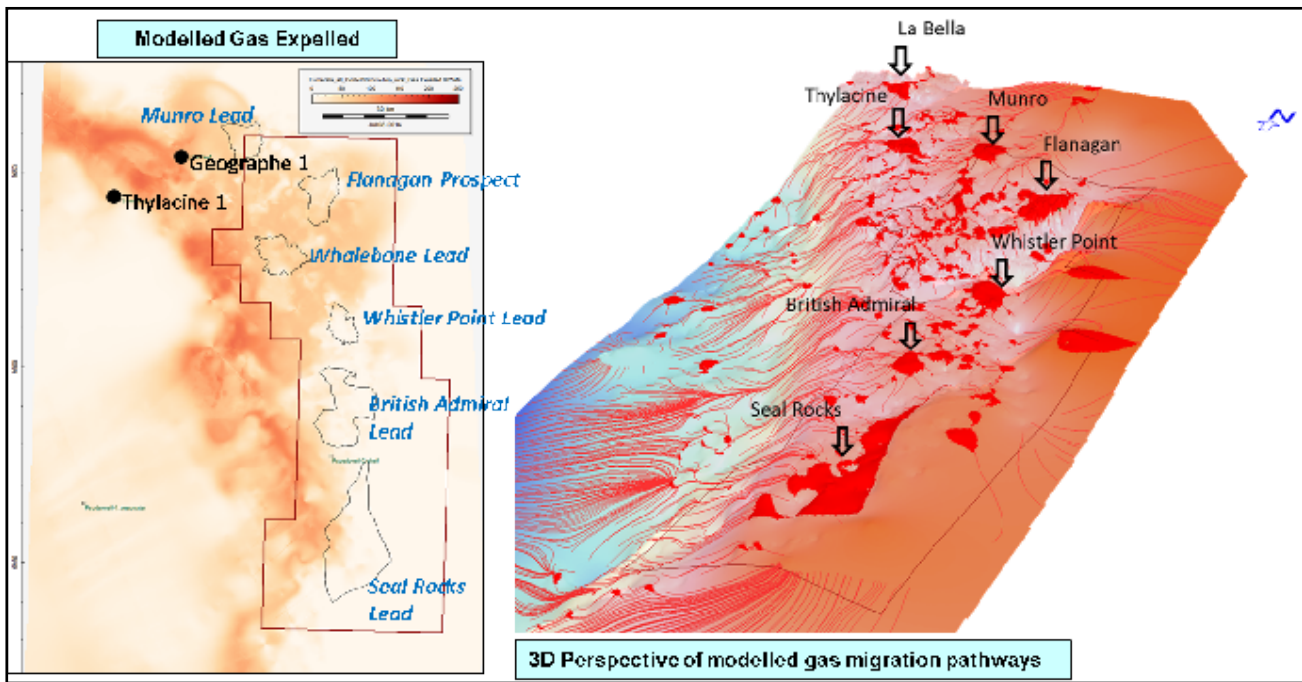 Modelled Gas Expelled
Munro Lead
Geographe 1
Thylacine 1
Flanagan Prospect
Whalebone Lead
Whistler Point Lead
British Admiral
Lead
Seal Rocks
Lead
La Bella
Thylacine
Munro
Flanagan
Whistler Point
British Admiral
Seal Rocks
3D Perspective of modelled gas migration pathways